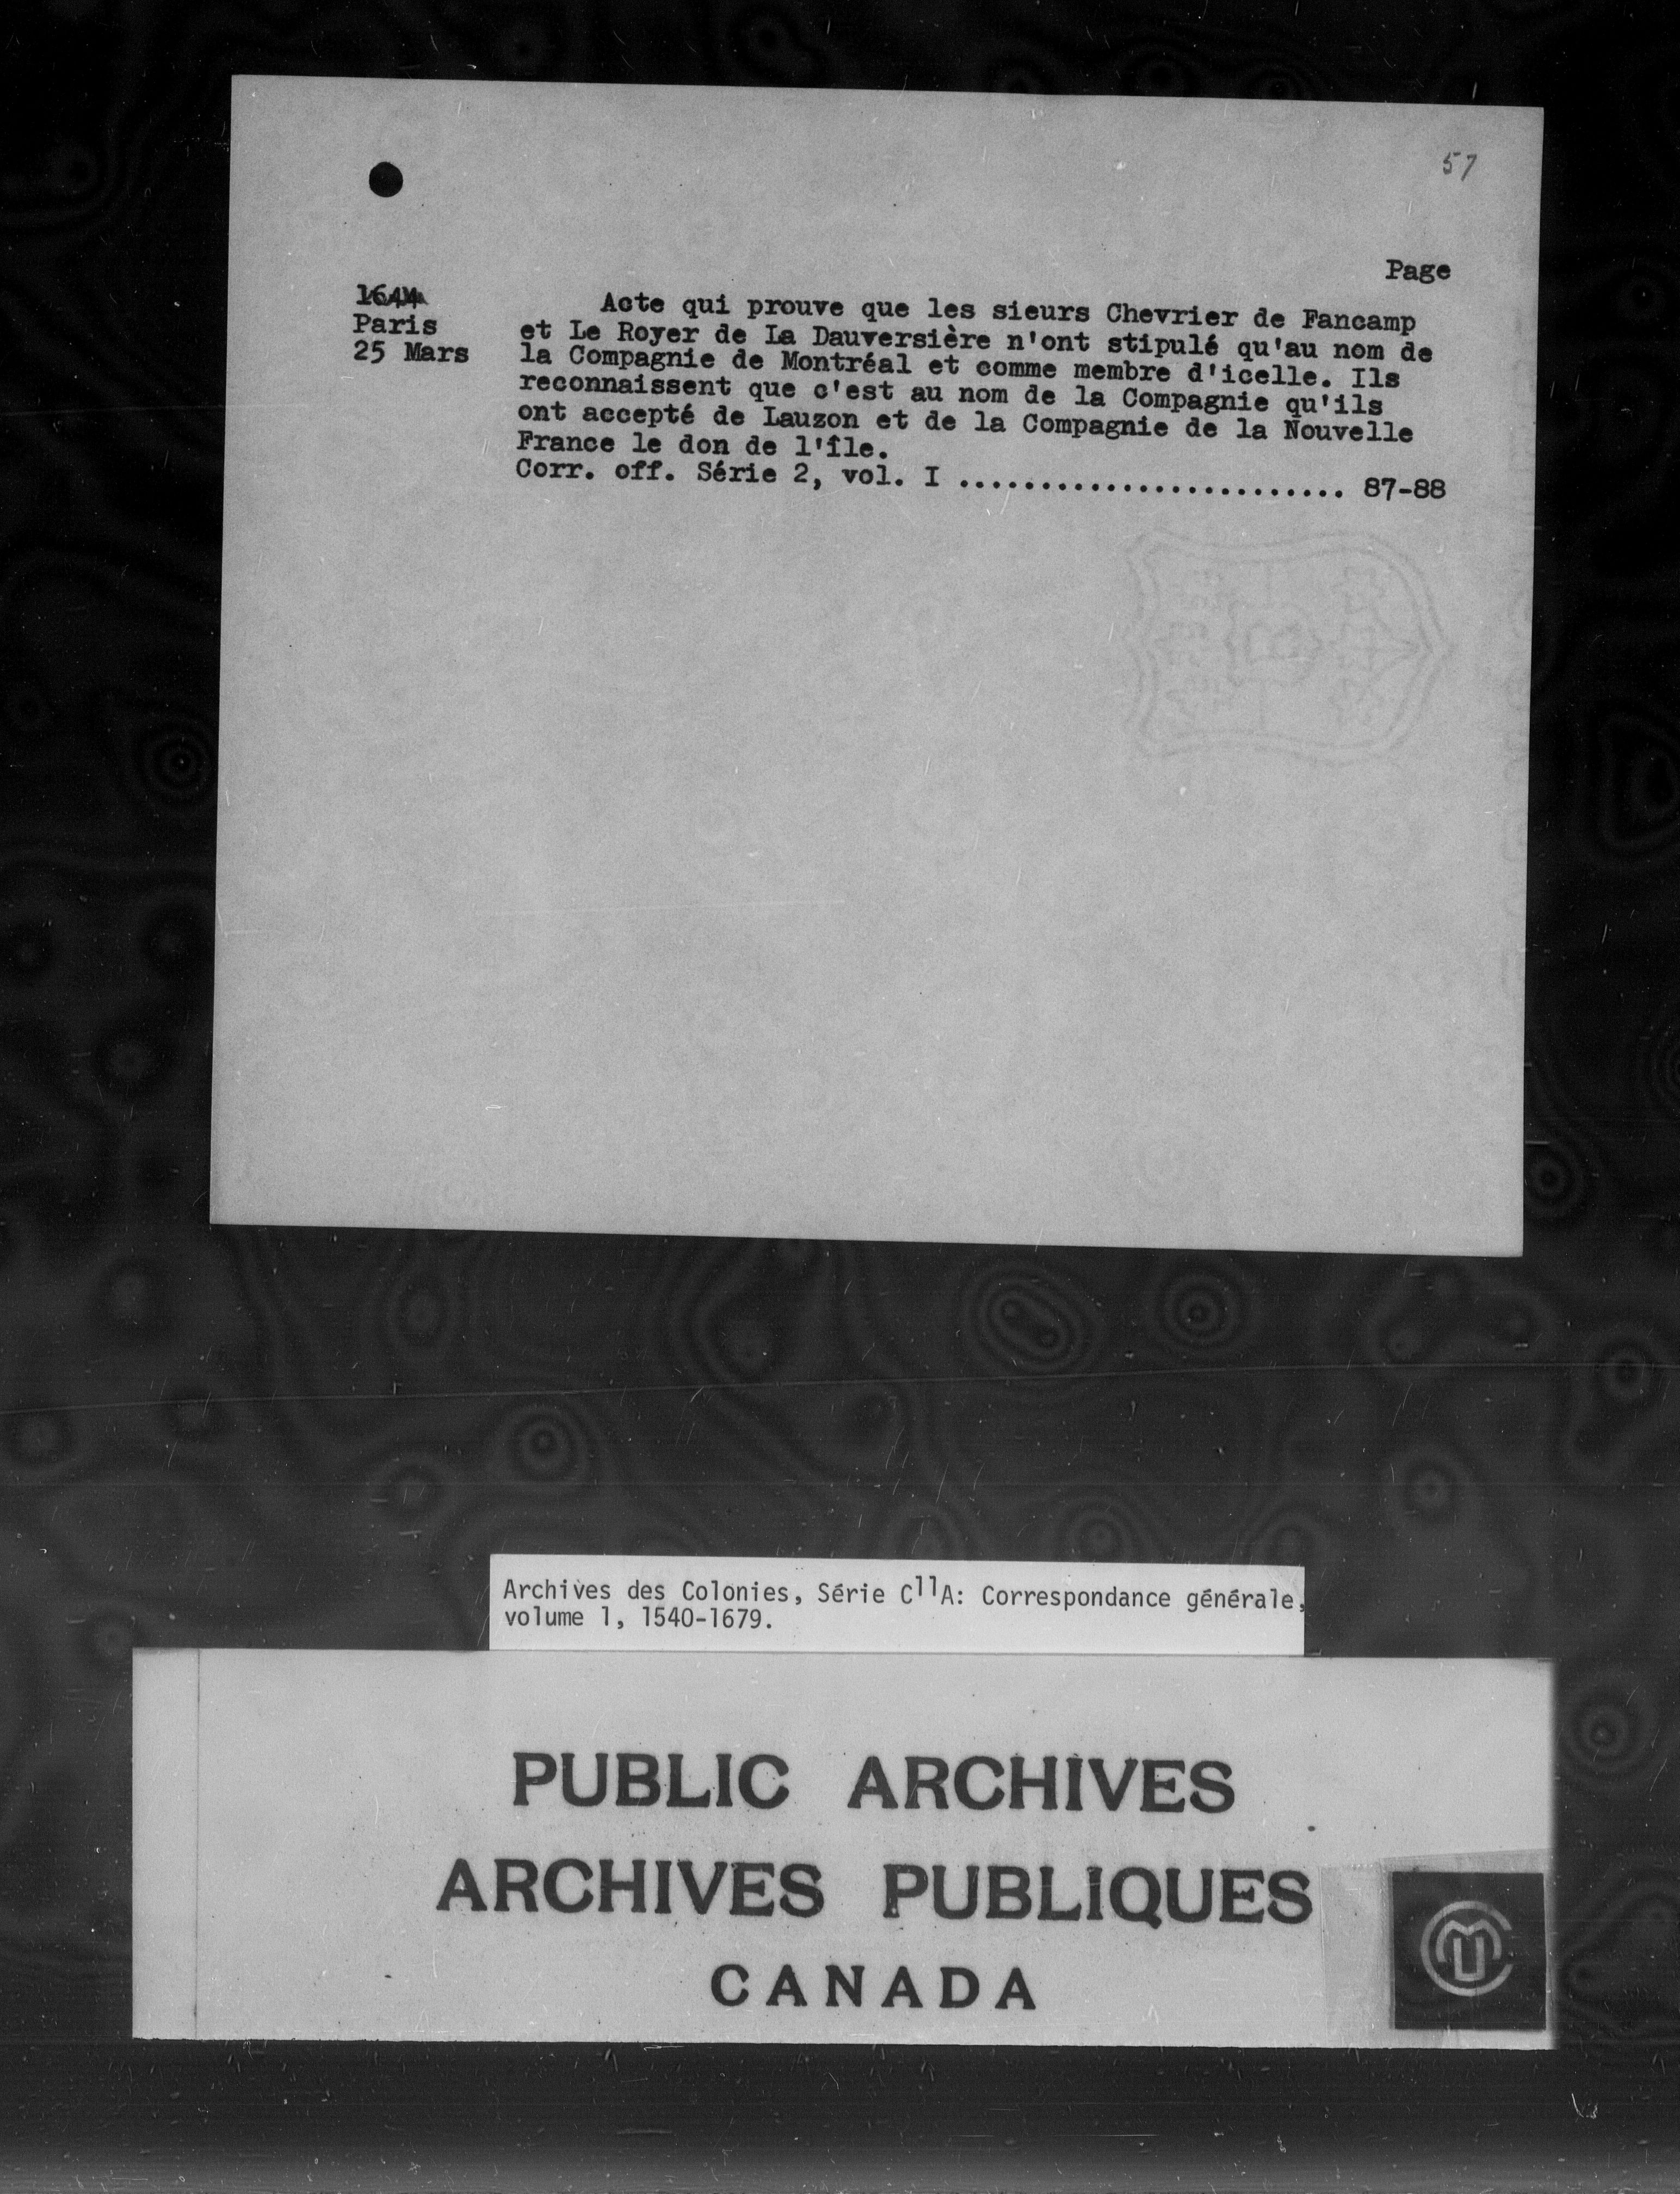 57
Page
1644
Paris
25 Mars
Acte qui prouve que les sieurs Chevrier de Fancamp
et Le Royer de La Dauversière n'ont stipulé qu'au nom de
la Compagnie de Montréal et comme membre d'icelle. Ils
reconnaissent que c'est au nom de la Compagnie qu'ils
ont accepté de Lauzon et de la Compagnie de la Nouvelle
France le don de l'île.
Corr. off. Série 2, vol. I ........................ 87-88
Archives des Colonies, Série C11A: Correspondance générale,
volume 1, 1540-1679.
PUBLIC ARCHIVES
ARCHIVES PUBLIQUES
CANADA